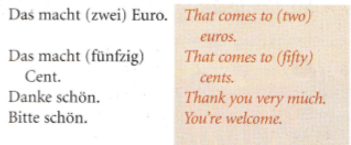 Das macht (zwei) Euro. That comes to (two)
euros.
Das macht (fünfzig) That comes to (fifty)
Cent. cents.
Danke schön. Thank you very much.
Bitte schön. You're welcome.